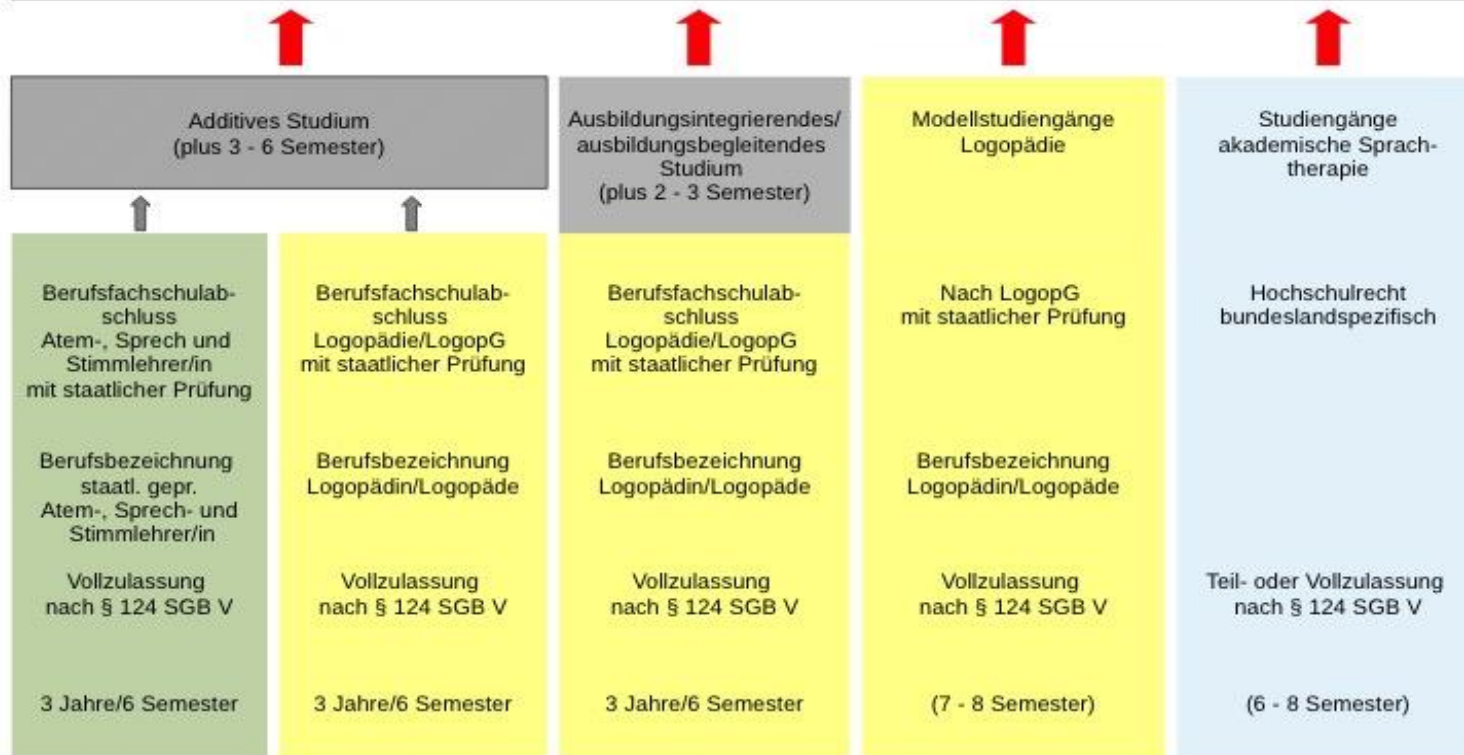 Additives Studium
(plus 3 - 6 Semester)
Ausbildungsintegrierendes/
ausbildungsbegleitendes
Studium
(plus 2 - 3 Semester)
Modellstudiengänge
Logopädie
Studiengänge
akademische Sprach-
therapie
Berufsfachschulab-
schluss
Atem-, Sprech und
Stimmlehrer/in
mit staatlicher Prüfung
Berufsfachschulab-
schluss
Logopädie/LogopG
mit staatlicher Prüfung
Berufsfachschulab-
schluss
Logopädie/LogopG
mit staatlicher Prüfung
Nach LogopG
mit staatlicher Prüfung
Hochschulrecht
bundeslandspezifisch
Berufsbezeichnung
staatl. gepr.
Atem-, Sprech- und
Stimmlehrer/in
Berufsbezeichnung
Logopädin/Logopäde
Berufsbezeichnung
Logopädin/Logopäde
Berufsbezeichnung
Logopädin/Logopäde
Vollzulassung
nach § 124 SGB V
Vollzulassung
nach § 124 SGB V
Vollzulassung
nach § 124 SGB V
Vollzulassung
nach § 124 SGB V
Teil- oder Vollzulassung
nach § 124 SGB V
3 Jahre/6 Semester
3 Jahre/6 Semester
3 Jahre/6 Semester
(7 - 8 Semester)
(6 - 8 Semester)